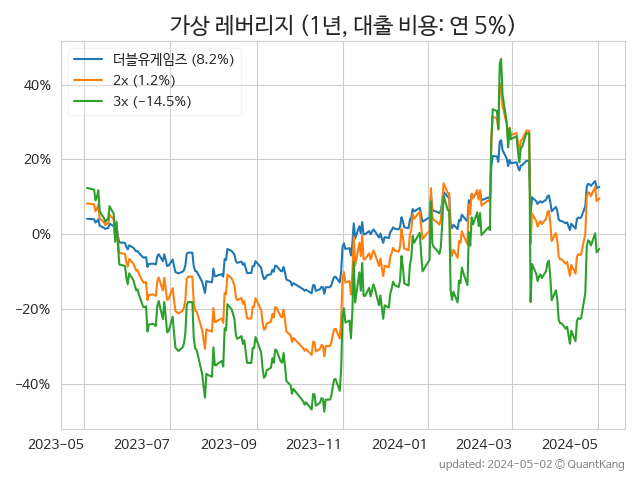 가상 레버리지 (1년, 대출 비용: 연 5%)
더블유게임즈 (8.2%)
2x (1.2%)
3x (−14.5%)
40%
20%
0%
−20%
−40%
2023-05 2023-07 2023-09 2023-11 2024-01 2024-03 2024-05
updated: 2024-05-02 © QuantKang